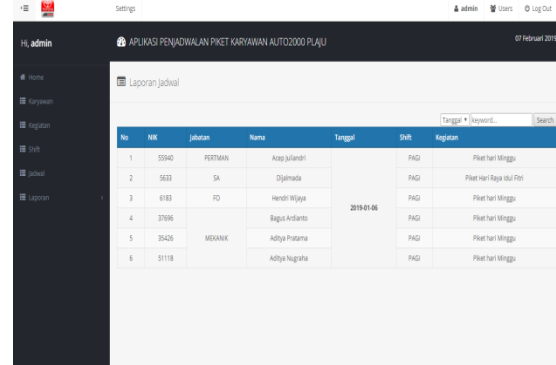 Settings
admin Users Log Out
Hi, admin
APLIKASI PENJADWALAN PIKET KARYAWAN AUTO2000 PLAJU
07 Februari 2019
Home
Karyawan
Kegiatan
Shift
Jadwal
Laporan
Laporan Jadwal
Tanggal keyword... Search
No NIK Jabatan Nama Tanggal Shift Kegiatan
1 55940 PERTMAN Acep Juliandri PAGI Piket hari Minggu
2 5633 SA Dijaimada PAGI Piket Hari Raya Idul Fitri
3 6183 FO Hendri Wijaya PAGI Piket hari Minggu
2019-01-06
4 37696 Bagus Ardianto PAGI Piket hari Minggu
5 35426 MEKANIK Aditya Pratama PAGI Piket hari Minggu
6 51118 Aditya Nugraha PAGI Piket hari Minggu